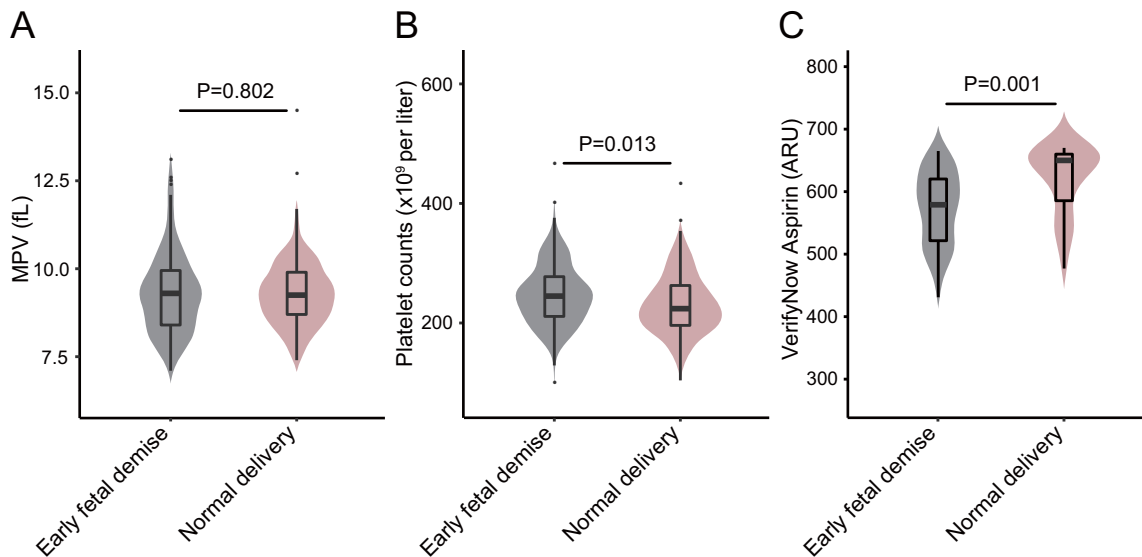 A
MPV (fL)
15.0
12.5
10.0
7.5
P=0.802
Early fetal demise
Normal delivery
B
Platelet counts (x10⁹ per liter)
600
400
200
P=0.013
Early fetal demise
Normal delivery
C
VerifyNow Aspirin (ARU)
800
700
600
500
400
300
P=0.001
Early fetal demise
Normal delivery